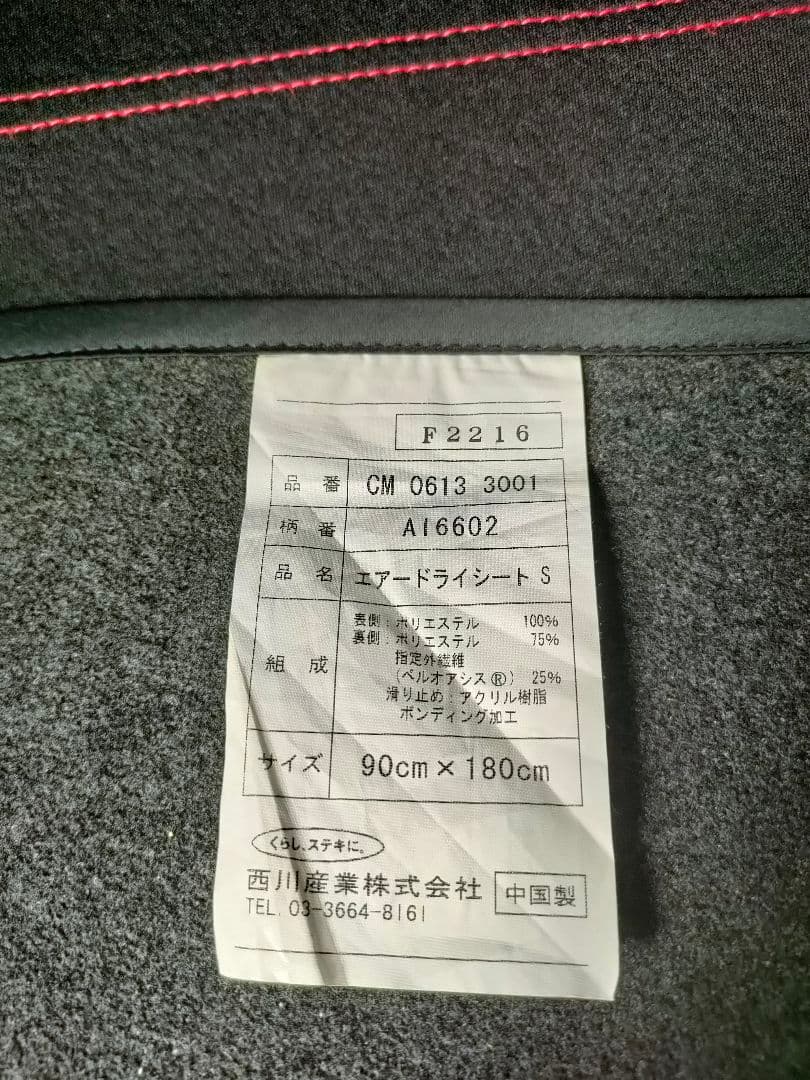 F2216
品番 CM 0613 3001
柄番 AI6602
品名 エアードライシート S
組成 表側:ポリエステル 100%
裏側:ポリエステル 75%
指定外繊維
(ベルオアシス®) 25%
滑り止め:アクリル樹脂
ボンディング加工
サイズ 90cm×180cm
くらし、ステキに。
西川産業株式会社 中国製
TEL.03-3664-8161